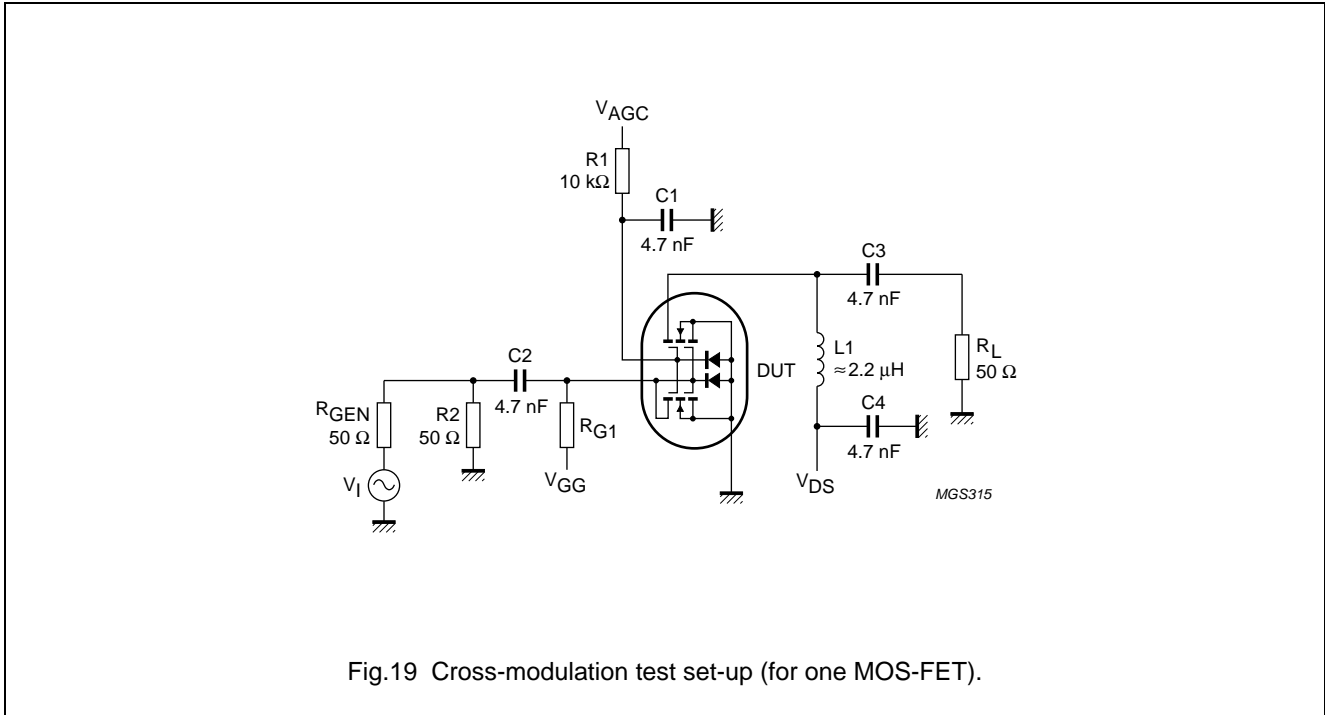 VAGC
R1
10 kΩ
C1
4.7 nF
C3
4.7 nF
C2
4.7 nF
DUT
L1
≈2.2 μH
RL
50 Ω
RGEN
50 Ω
R2
50 Ω
RG1
C4
4.7 nF
VI
VGG
VDS
MGS315
Fig.19 Cross-modulation test set-up (for one MOS-FET).